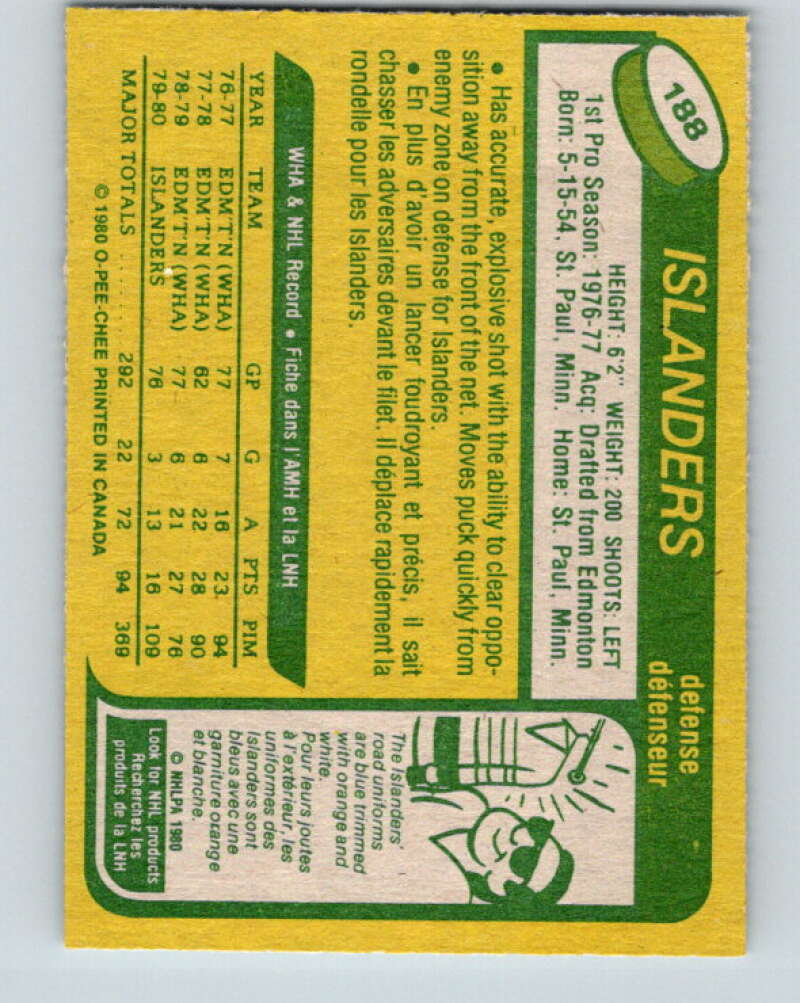 188
ISLANDERS
defense
défenseur
HEIGHT: 6'2" WEIGHT: 200 SHOOTS: LEFT
1st Pro Season: 1976-77 Acq: Drafted from Edmonton
Born: 5-15-54, St. Paul, Minn. Home: St. Paul, Minn.
• Has accurate, explosive shot with the ability to clear oppo-
sition away from the front of the net. Moves puck quickly from
enemy zone on defense for Islanders.
• En plus d'avoir un lancer foudroyant et précis, il sait
chasser les adversaires devant le filet. Il déplace rapidement la
rondelle pour les Islanders.
WHA & NHL Record • Fiche dans l'AMH et la LNH
YEAR TEAM GP G A PTS PIM
76-77 EDM'T'N (WHA) 77 7 16 23 94
77-78 EDM'T'N (WHA) 62 6 22 28 90
78-79 EDM'T'N (WHA) 77 6 21 27 76
79-80 ISLANDERS 76 3 13 16 109
MAJOR TOTALS ....... 292 22 72 94 369
© 1980 O-PEE-CHEE PRINTED IN CANADA
The Islanders'
road uniforms
are blue trimmed
with orange and
white.
Pour leurs joutes
à l'extérieur, les
uniformes des
Islanders sont
bleus avec une
garniture orange
et blanche.
© NHLPA 1980
Look for NHL products
Recherchez les
produits de la LNH